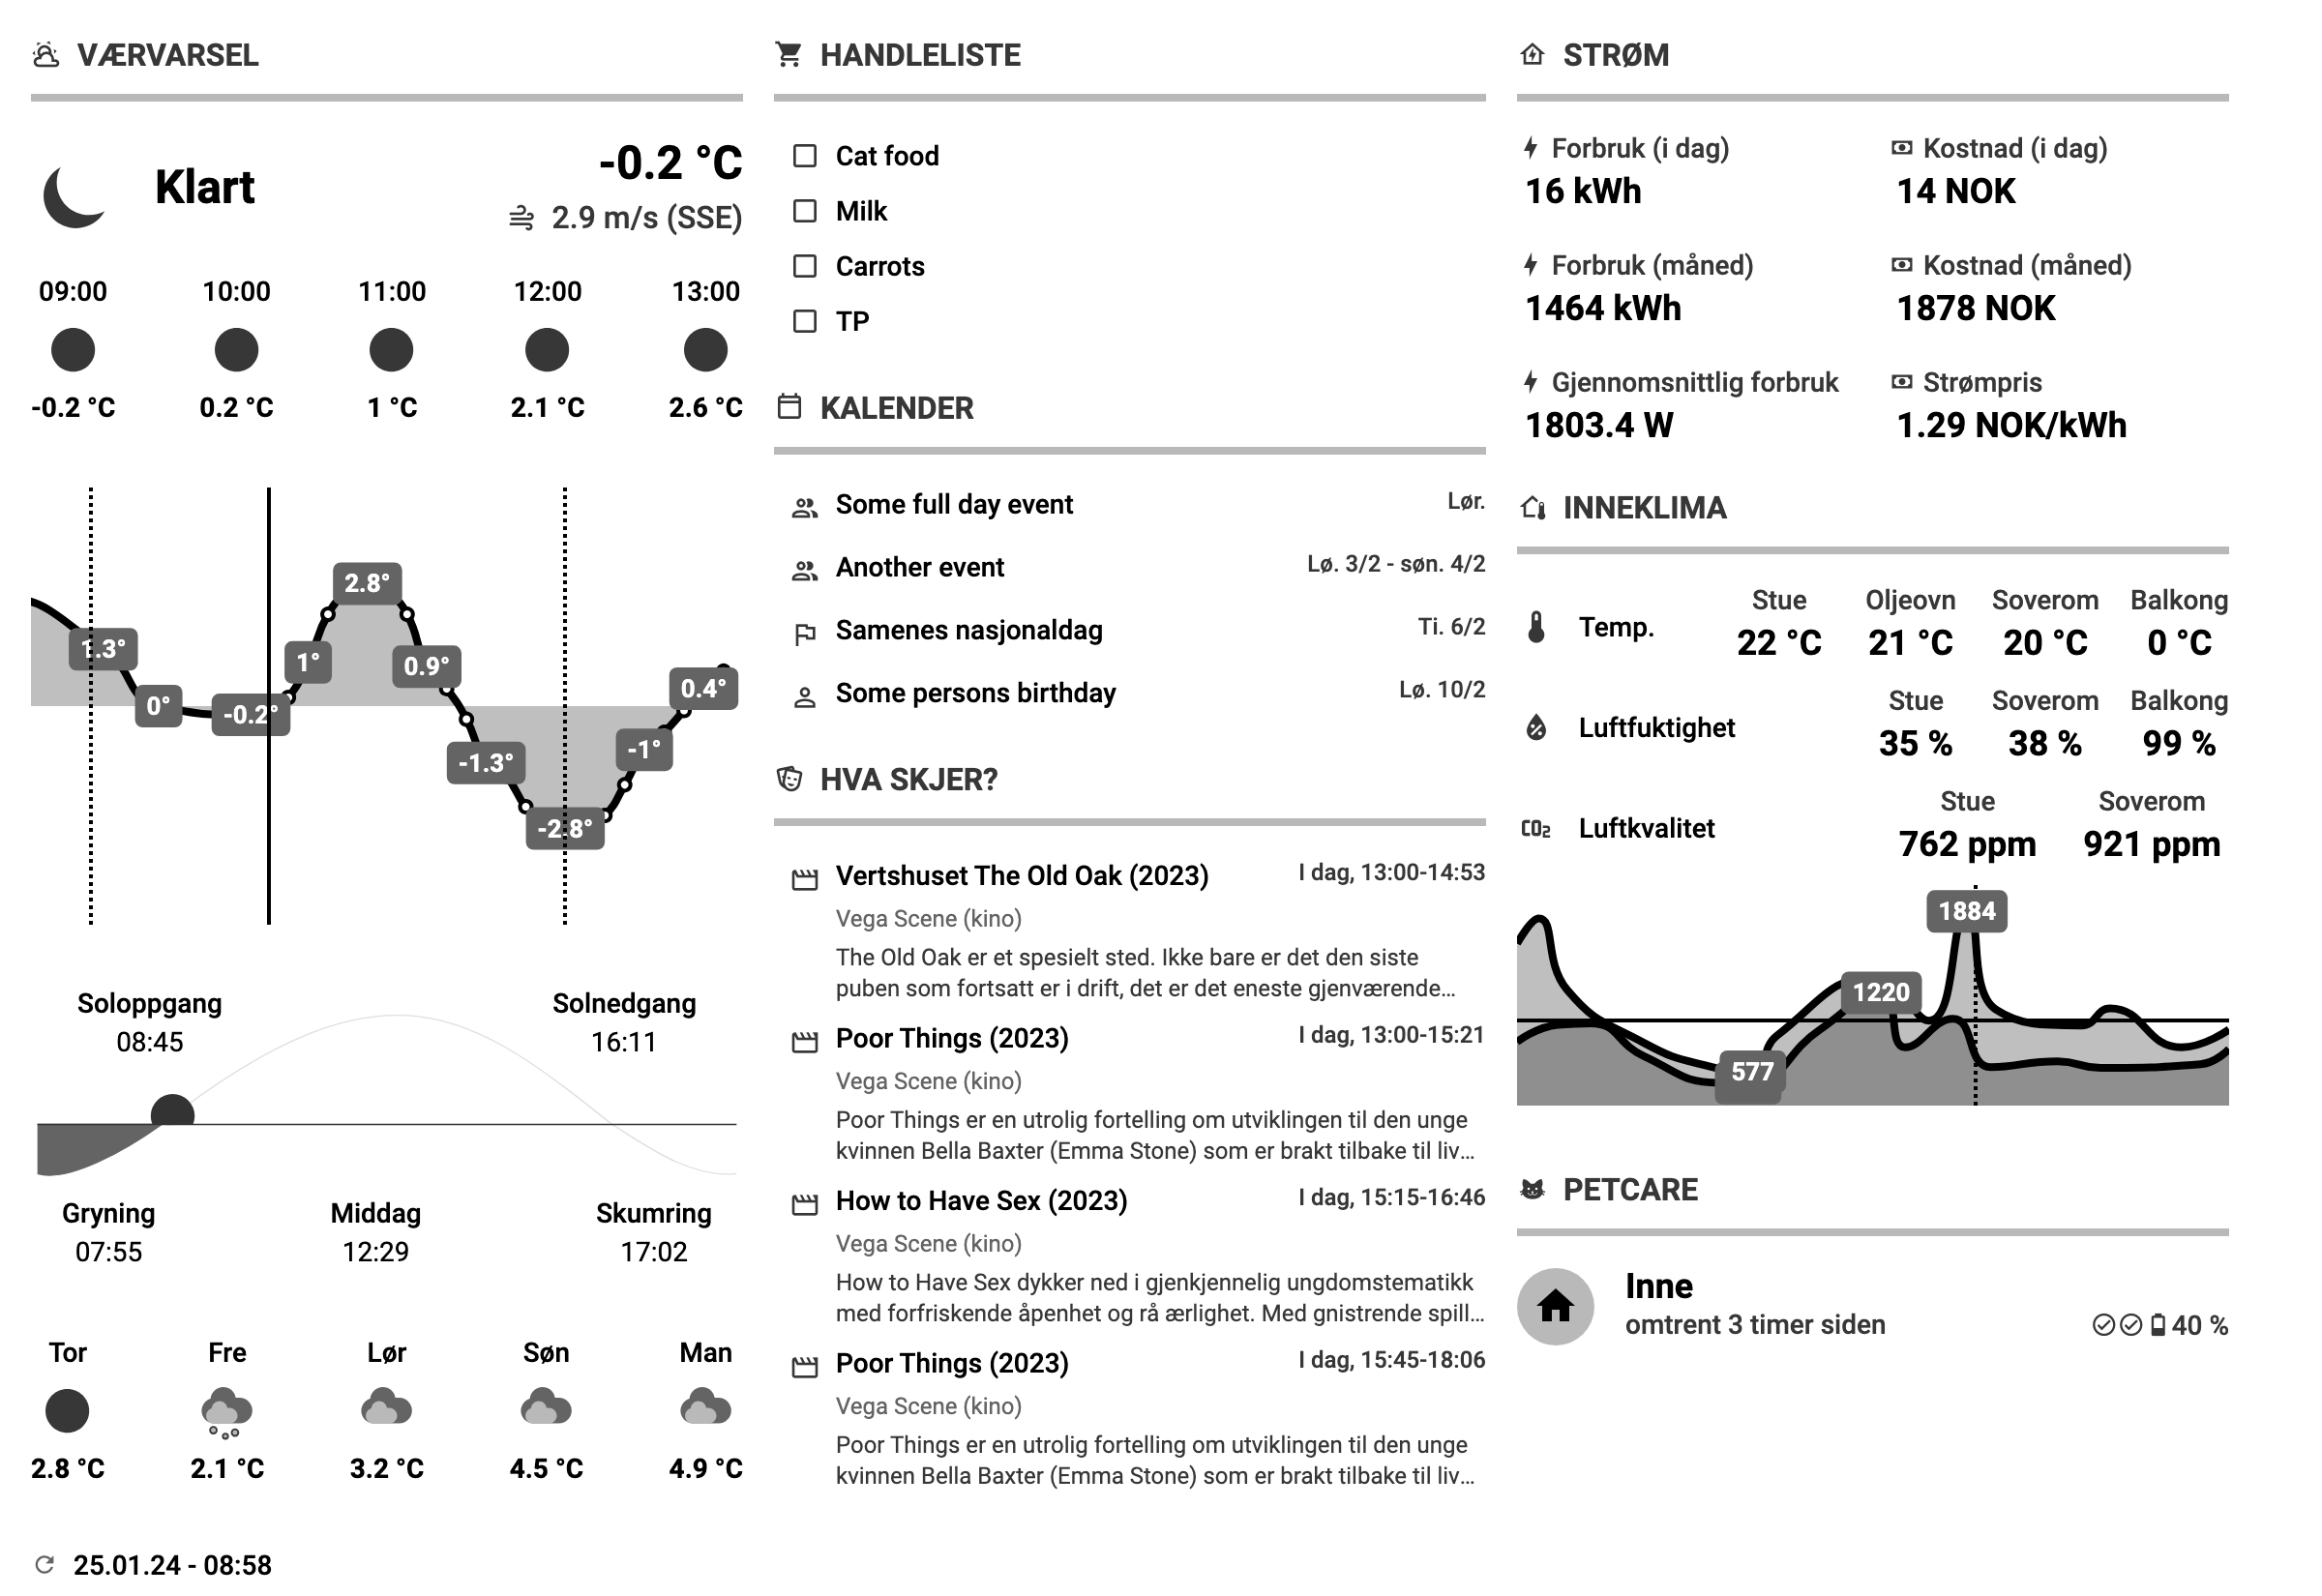 VÆRVARSEL
Klart
-0.2 °C
2.9 m/s (SSE)
09:00 10:00 11:00 12:00 13:00
-0.2 °C 0.2 °C 1 °C 2.1 °C 2.6 °C
2.8°
1.3°
1°
0.9°
0°
-0.2°
0.4°
-1.3°
-1°
-2.8°
Soloppgang Solnedgang
08:45 16:11
Gryning Middag Skumring
07:55 12:29 17:02
Tor Fre Lør Søn Man
2.8 °C 2.1 °C 3.2 °C 4.5 °C 4.9 °C
25.01.24 - 08:58
HANDLELISTE
Cat food
Milk
Carrots
TP
KALENDER
Some full day event Lør.
Another event Lø. 3/2 - søn. 4/2
Samenes nasjonaldag Ti. 6/2
Some persons birthday Lø. 10/2
HVA SKJER?
Vertshuset The Old Oak (2023) I dag, 13:00-14:53
Vega Scene (kino)
The Old Oak er et spesielt sted. Ikke bare er det den siste
puben som fortsatt er i drift, det er det eneste gjenværende...
Poor Things (2023) I dag, 13:00-15:21
Vega Scene (kino)
Poor Things er en utrolig fortelling om utviklingen til den unge
kvinnen Bella Baxter (Emma Stone) som er brakt tilbake til liv...
How to Have Sex (2023) I dag, 15:15-16:46
Vega Scene (kino)
How to Have Sex dykker ned i gjenkjennelig ungdomstematikk
med forfriskende åpenhet og rå ærlighet. Med gnistrende spill...
Poor Things (2023) I dag, 15:45-18:06
Vega Scene (kino)
Poor Things er en utrolig fortelling om utviklingen til den unge
kvinnen Bella Baxter (Emma Stone) som er brakt tilbake til liv...
STRØM
Forbruk (i dag) Kostnad (i dag)
16 kWh 14 NOK
Forbruk (måned) Kostnad (måned)
1464 kWh 1878 NOK
Gjennomsnittlig forbruk Strømpris
1803.4 W 1.29 NOK/kWh
INNEKLIMA
Stue Oljeovn Soverom Balkong
Temp. 22 °C 21 °C 20 °C 0 °C
Stue Soverom Balkong
Luftfuktighet 35 % 38 % 99 %
Stue Soverom
CO2 Luftkvalitet 762 ppm 921 ppm
1884
1220
577
PETCARE
Inne
omtrent 3 timer siden 40 %